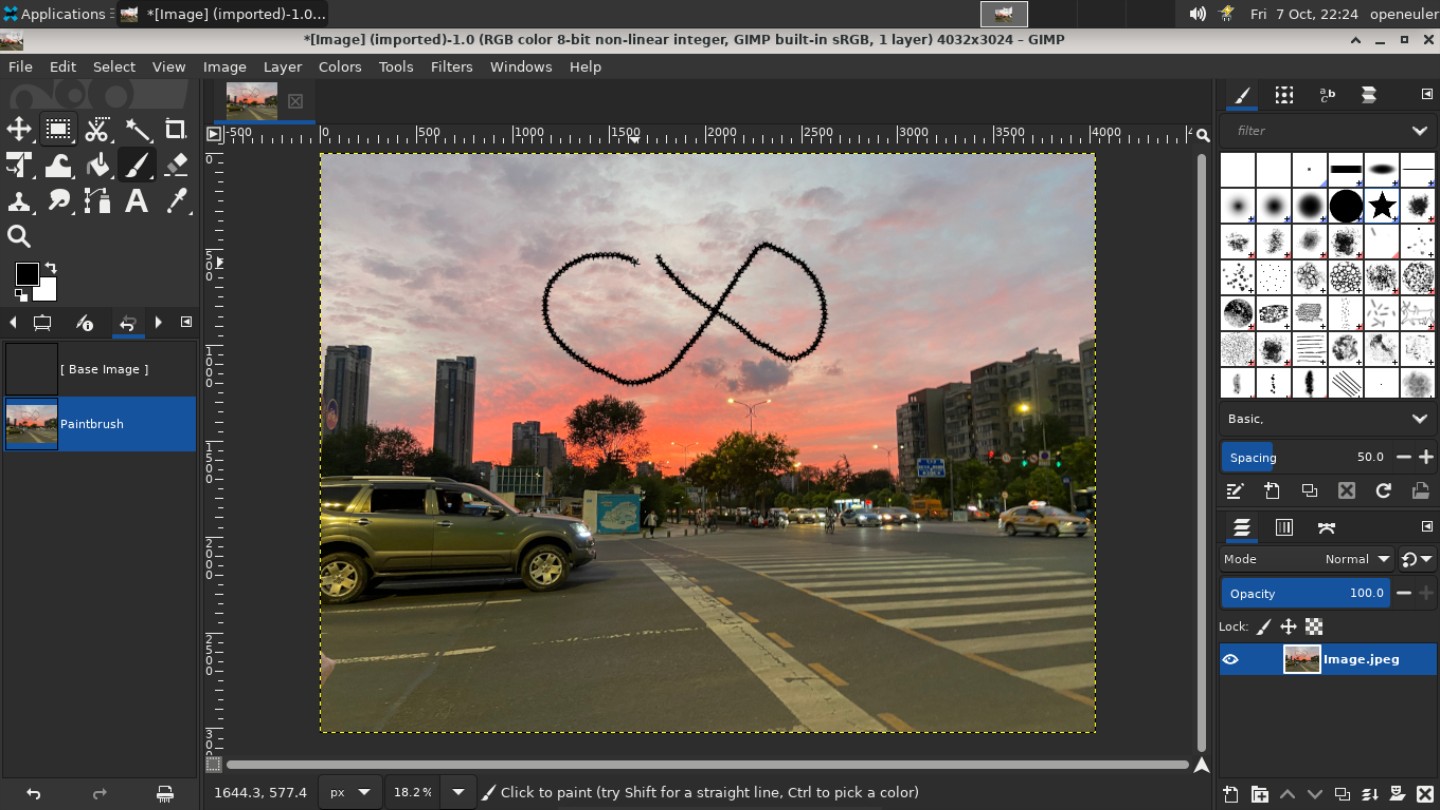 Applications
*[Image] (imported)-1.0...
Fri 7 Oct, 22:24
openeuler
*[Image] (imported)-1.0 (RGB color 8-bit non-linear integer, GIMP built-in sRGB, 1 layer) 4032x3024 – GIMP
File Edit Select View Image Layer Colors Tools Filters Windows Help
-500 0 500 1000 1500 2000 2500 3000 3500 4000
filter
0
500
1000
1500
2000
2500
[ Base Image ]
Paintbrush
Basic,
Spacing 50.0
Mode Normal
Opacity 100.0
Lock:
Image.jpeg
1644.3, 577.4 px 18.2 % Click to paint (try Shift for a straight line, Ctrl to pick a color)